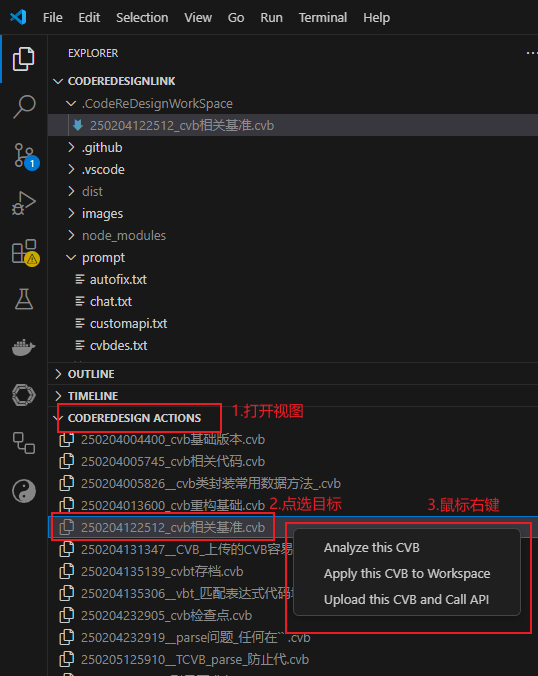 File Edit Selection View Go Run Terminal Help
EXPLORER
CODEREDESIGNLINK
.CodeReDesignWorkSpace
250204122512_cvb相关基准.cvb
.github
.vscode
dist
images
node_modules
prompt
autofix.txt
chat.txt
customapi.txt
cvbdes.txt
OUTLINE
TIMELINE
CODEREDESIGN ACTIONS
1.打开视图
250204004400_cvb基础版本.cvb
250204005745_cvb相关代码.cvb
250204005826__cvb类封装常用数据方法_.cvb
250204013600_cvb重构基础.cvb
2.点选目标
3.鼠标右键
250204122512_cvb相关基准.cvb
250204131347__CVB_上传的CVB容易
Analyze this CVB
250204135139_cvbt存档.cvb
Apply this CVB to Workspace
250204135306__vbt_匹配表达式代码
Upload this CVB and Call API
250204232905_cvb检查点.cvb
250204232919__parse问题_任何在``.cvb
250205125910__TCVB_parse_防止代.cvb
1